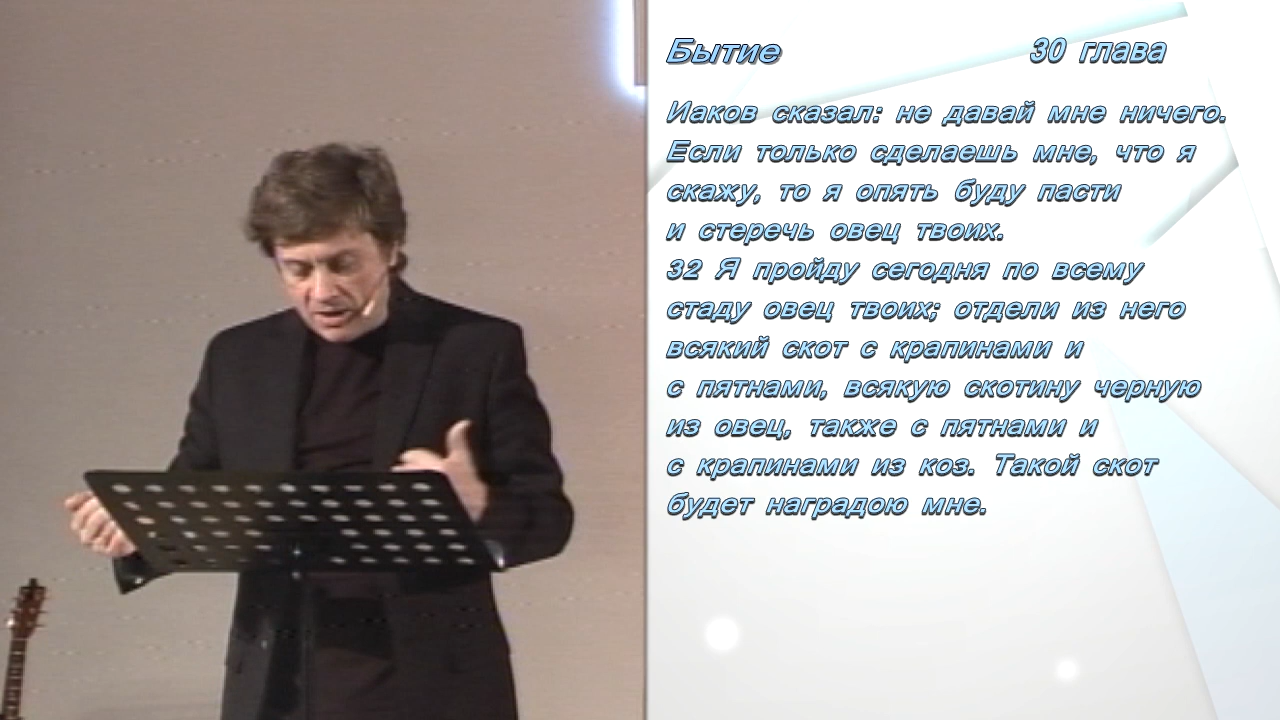 Бытие 30 глава
Иаков сказал: не давай мне ничего.
Если только сделаешь мне, что я
скажу, то я опять буду пасти
и стеречь овец твоих.
32 Я пройду сегодня по всему
стаду овец твоих; отдели из него
всякий скот с крапинами и
с пятнами, всякую скотину черную
из овец, также с пятнами и
с крапинами из коз. Такой скот
будет наградою мне.